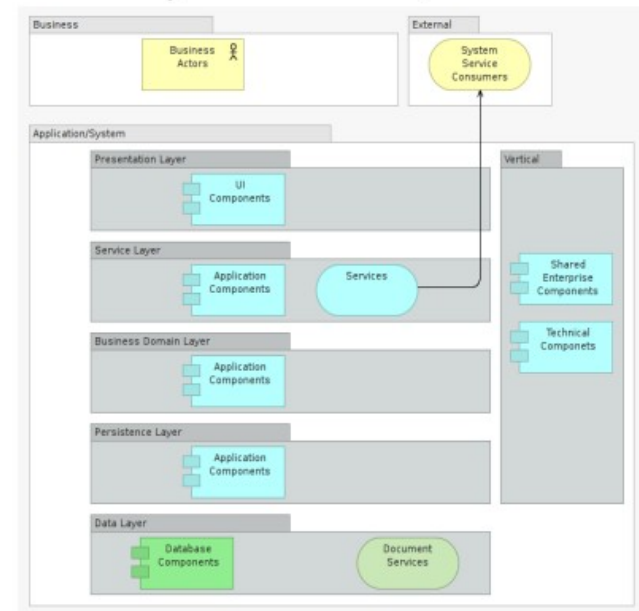 Business
External
Business
Actors
System
Service
Consumers
Application/System
Presentation Layer
Vertical
UI
Components
Service Layer
Application
Components
Services
Shared
Enterprise
Components
Technical
Componets
Business Domain Layer
Application
Components
Persistence Layer
Application
Components
Data Layer
Database
Components
Document
Services